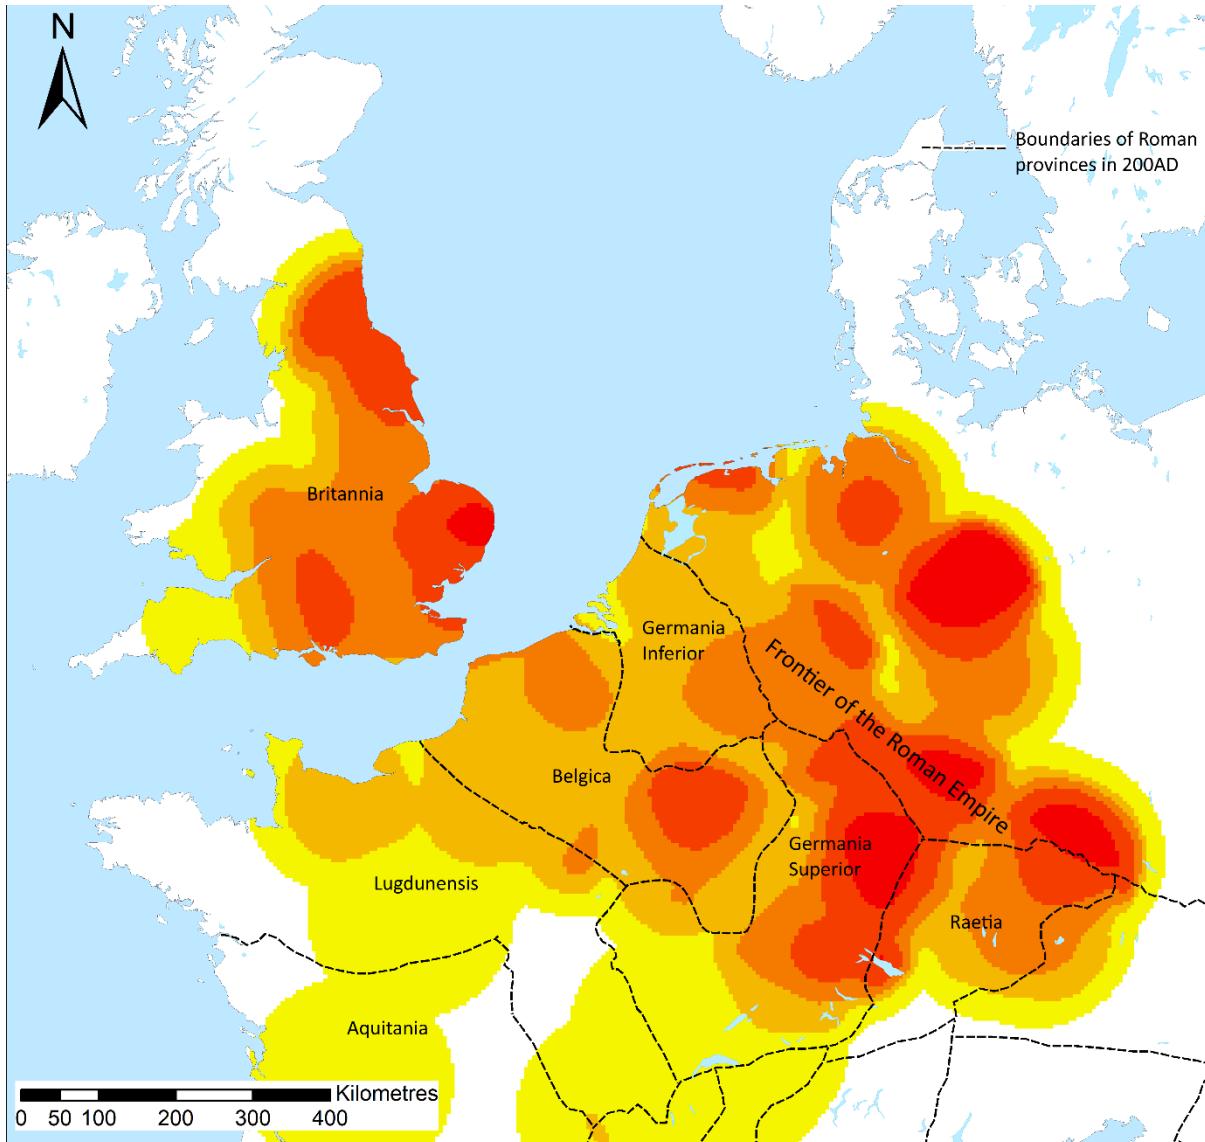 N
Boundaries of Roman
provinces in 200AD
Britannia
Germania
Inferior
Frontier of the Roman Empire
Belgica
Germania
Superior
Lugdunensis
Raetia
Aquitania
Kilometres
0 50 100 200 300 400